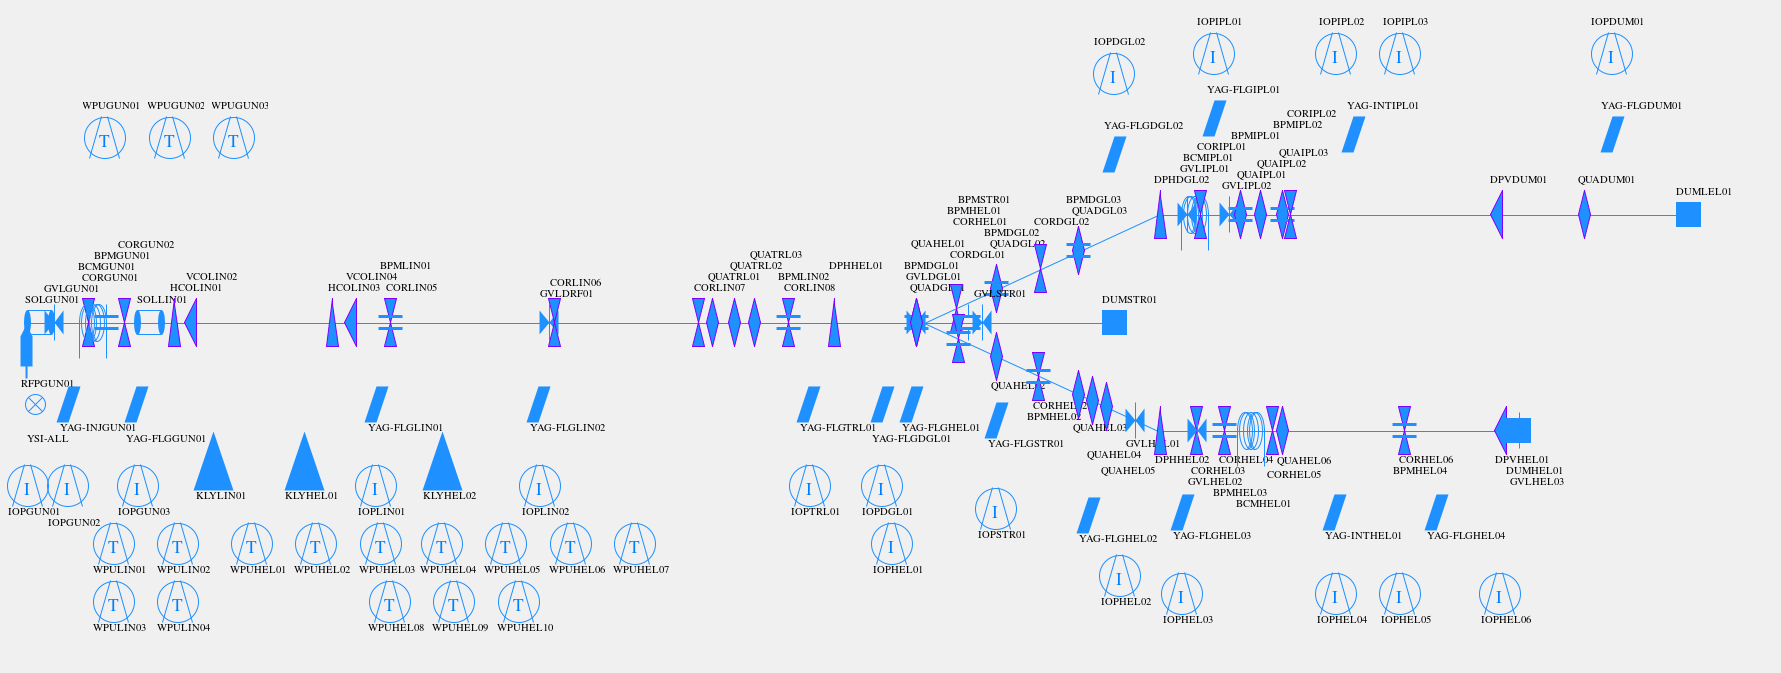 IOPIPL01
IOPIPL02
IOPIPL03
IOPDUM01
IOPDGL02
I
I
I
I
I
YAG-FLGIPL01
WPUGUN01
WPUGUN02
WPUGUN03
YAG-INTIPL01
YAG-FLGDUM01
CORIPL02
YAG-FLGDGL02
BPMIPL02
BPMIPL01
T
T
T
CORIPL01
QUAIPL03
BCMIPL01
QUAIPL02
GVLIPL01
QUAIPL01
DPHDGL02
GVLIPL02
DPVDUM01
QUADUM01
DUMLEL01
BPMSTR01
BPMDGL03
BPMHEL01
QUADGL03
CORHEL01
CORDGL02
BPMDGL02
CORGUN02
QUAHEL01
QUADGL02
BPMGUN01
QUATRL03
CORDGL01
BCMGUN01
BPMLIN01
QUATRL02
DPHHEL01
BPMDGL01
CORGUN01
VCOLIN02
VCOLIN04
QUATRL01
BPMLIN02
GVLDGL01
GVLGUN01
HCOLIN01
HCOLIN03
CORLIN05
CORLIN06
CORLIN07
CORLIN08
QUADGL01
GVLDRF01
GVLSTR01
SOLGUN01
SOLLIN01
DUMSTR01
RFPGUN01
QUAHEL02
CORHEL02
BPMHEL02
YAG-INJGUN01
YAG-FLGLIN01
YAG-FLGLIN02
YAG-FLGTRL01
YAG-FLGHEL01
QUAHEL03
YSI-ALL
YAG-FLGGUN01
YAG-FLGDGL01
YAG-FLGSTR01
GVLHEL01
QUAHEL04
DPHHEL02
CORHEL04
QUAHEL06
CORHEL06
DPVHEL01
QUAHEL05
CORHEL03
CORHEL05
BPMHEL04
DUMHEL01
GVLHEL02
GVLHEL03
I
I
I
I
I
I
I
KLYLIN01
KLYHEL01
KLYHEL02
BPMHEL03
BCMHEL01
IOPGUN01
IOPGUN03
IOPLIN01
IOPLIN02
IOPTRL01
IOPDGL01
I
IOPGUN02
IOPSTR01
YAG-FLGHEL02
YAG-FLGHEL03
YAG-INTHEL01
YAG-FLGHEL04
T
T
T
T
T
T
T
T
T
I
WPULIN01
WPULIN02
WPUHEL01
WPUHEL02
WPUHEL03
WPUHEL04
WPUHEL05
WPUHEL06
WPUHEL07
IOPHEL01
I
IOPHEL02
T
T
T
T
T
I
I
I
I
IOPHEL03
IOPHEL04
IOPHEL05
IOPHEL06
WPULIN03
WPULIN04
WPUHEL08
WPUHEL09
WPUHEL10